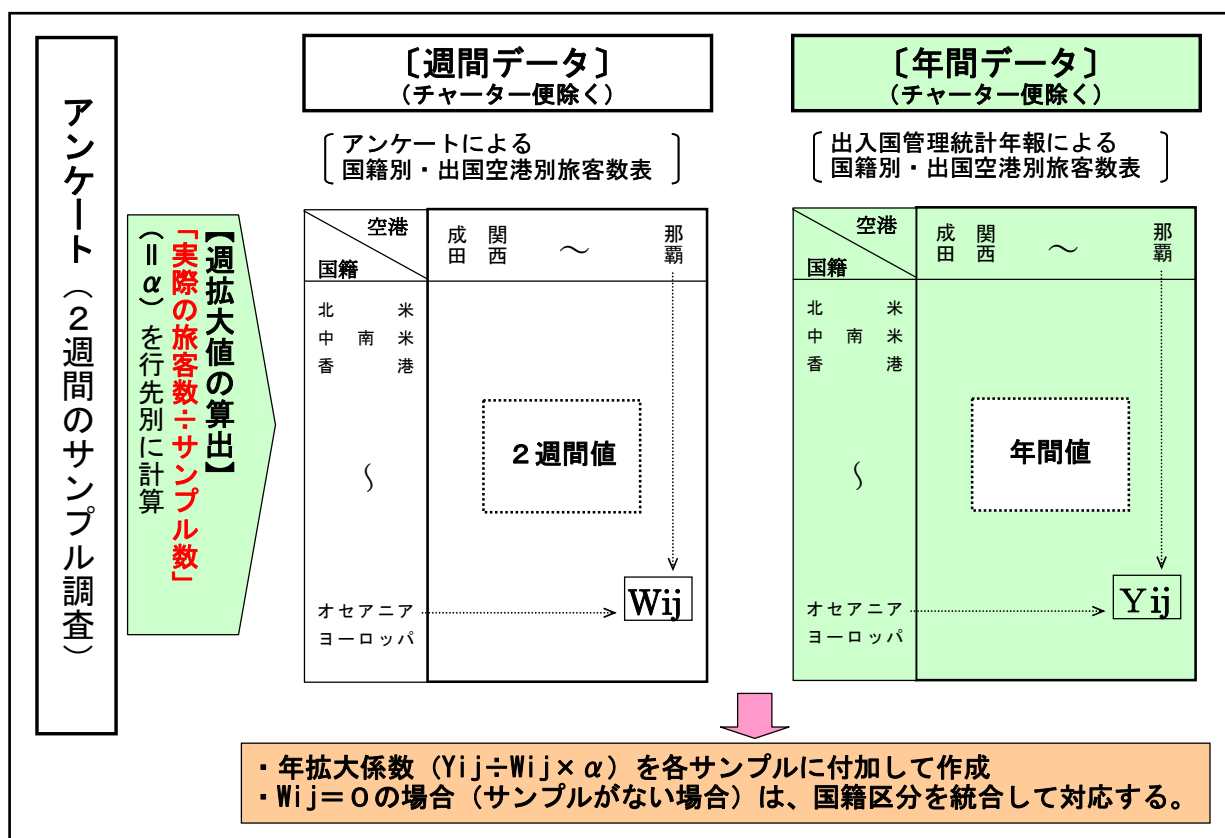 アンケート（２週間のサンプル調査）
【週拡大値の算出】
「実際の旅客数÷サンプル数」
（＝α）を行先別に計算
〔週間データ〕
（チャーター便除く）
アンケートによる
国籍別・出国空港別旅客数表
空港
国籍
成田
関西
～
那覇
北米
中南米
香港
～
オセアニア
ヨーロッパ
２週間値
Wij
〔年間データ〕
（チャーター便除く）
出入国管理統計年報による
国籍別・出国空港別旅客数表
空港
国籍
成田
関西
～
那覇
北米
中南米
香港
～
オセアニア
ヨーロッパ
年間値
Yij
・年拡大係数（Yij÷Wij×α）を各サンプルに付加して作成
・Wij＝０の場合（サンプルがない場合）は、国籍区分を統合して対応する。